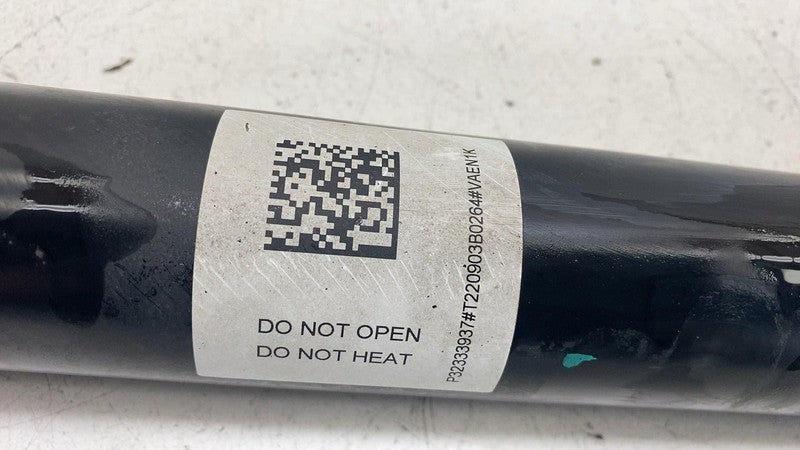 DO NOT OPEN
DO NOT HEAT
P32333937#T220903B0264#VAEN1K